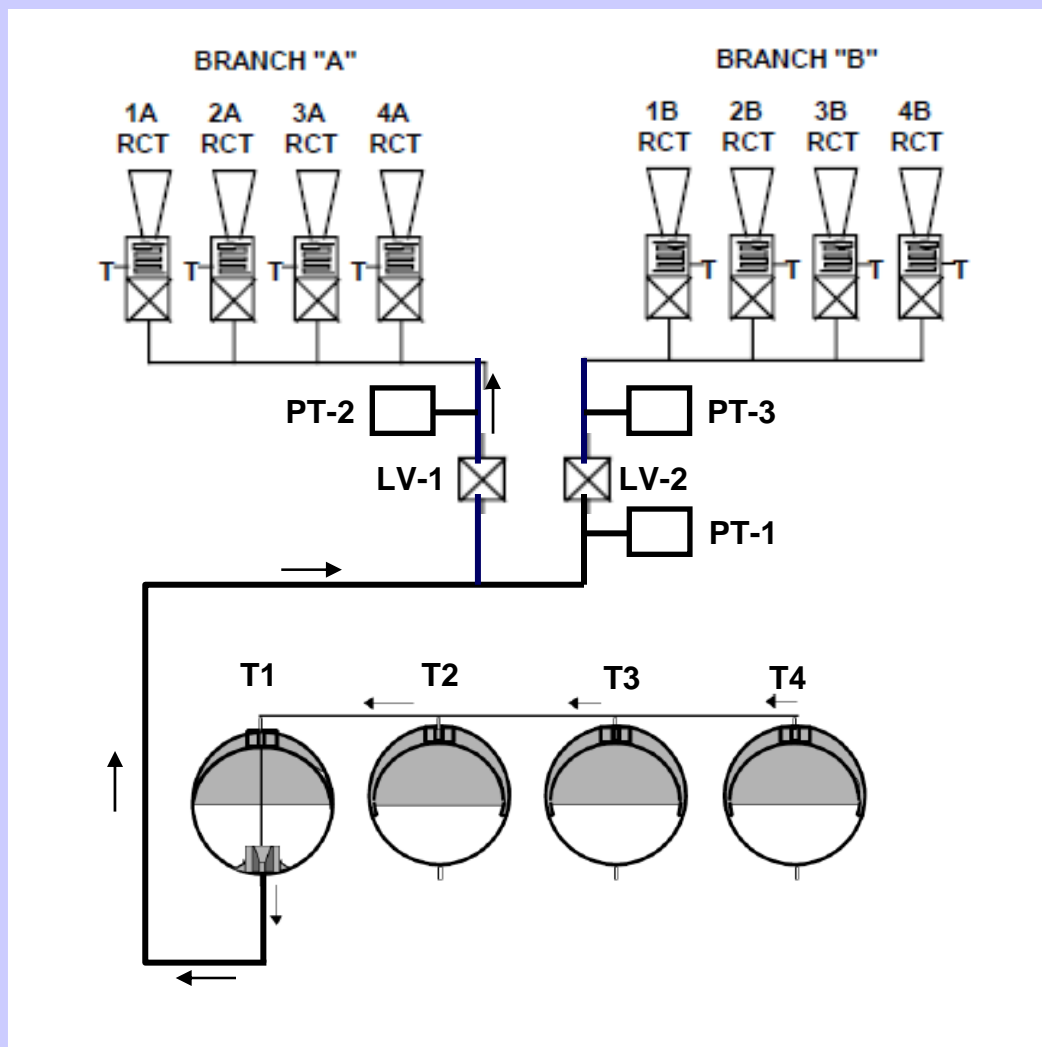 BRANCH "A"
BRANCH "B"
1A 2A 3A 4A
RCT RCT RCT RCT
1B 2B 3B 4B
RCT RCT RCT RCT
T T T T
T T T T
PT-2
PT-3
LV-1
LV-2
PT-1
T1 T2 T3 T4